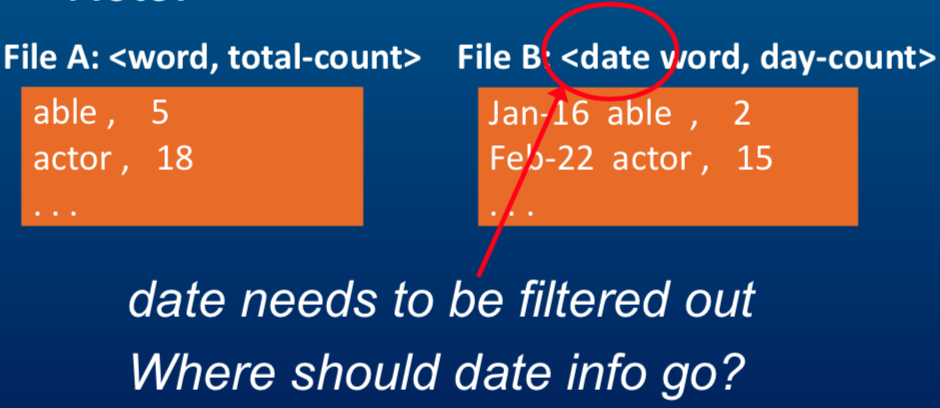 File A: <word, total-count> File B: <date word, day-count>
able , 5
actor , 18
. . .
Jan-16 able , 2
Feb-22 actor , 15
. . .
date needs to be filtered out
Where should date info go?